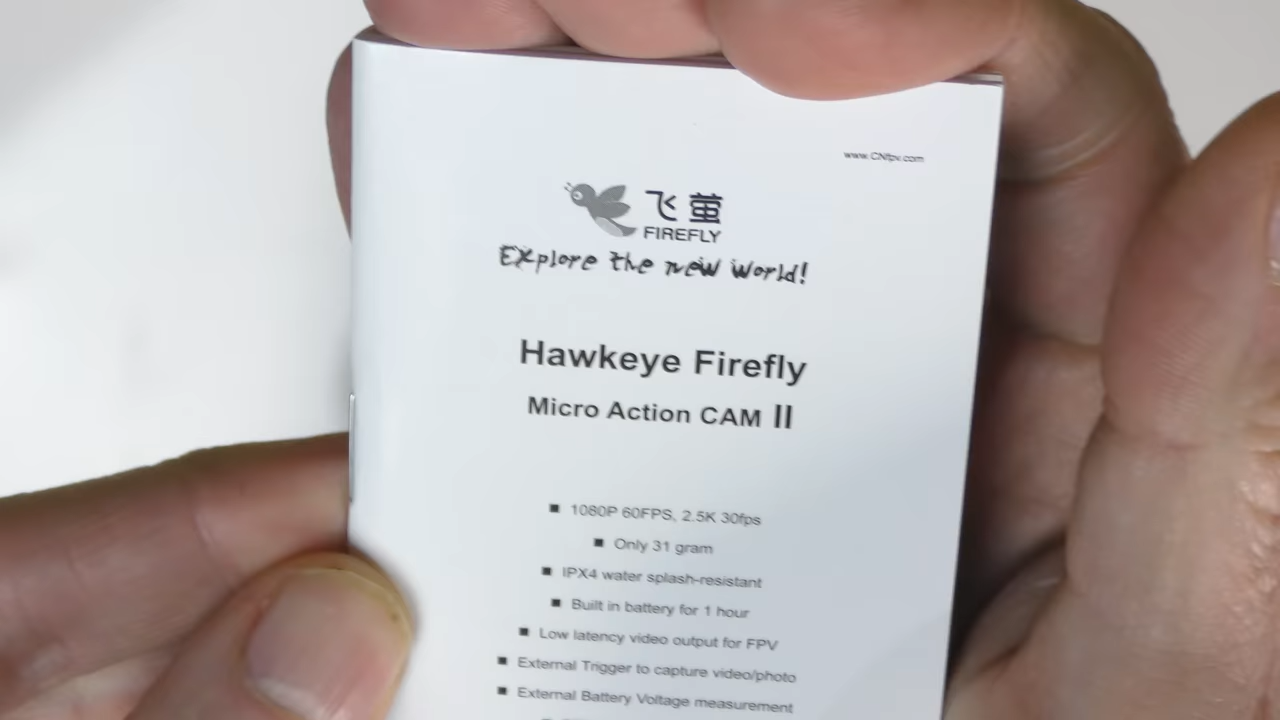 www.CNfpv.com
飞萤
FIREFLY
Explore the new world!
Hawkeye Firefly
Micro Action CAM II
■ 1080P 60FPS, 2.5K 30fps
■ Only 31 gram
■ IPX4 water splash-resistant
■ Built in battery for 1 hour
■ Low latency video output for FPV
■ External Trigger to capture video/photo
■ External Battery Voltage measurement